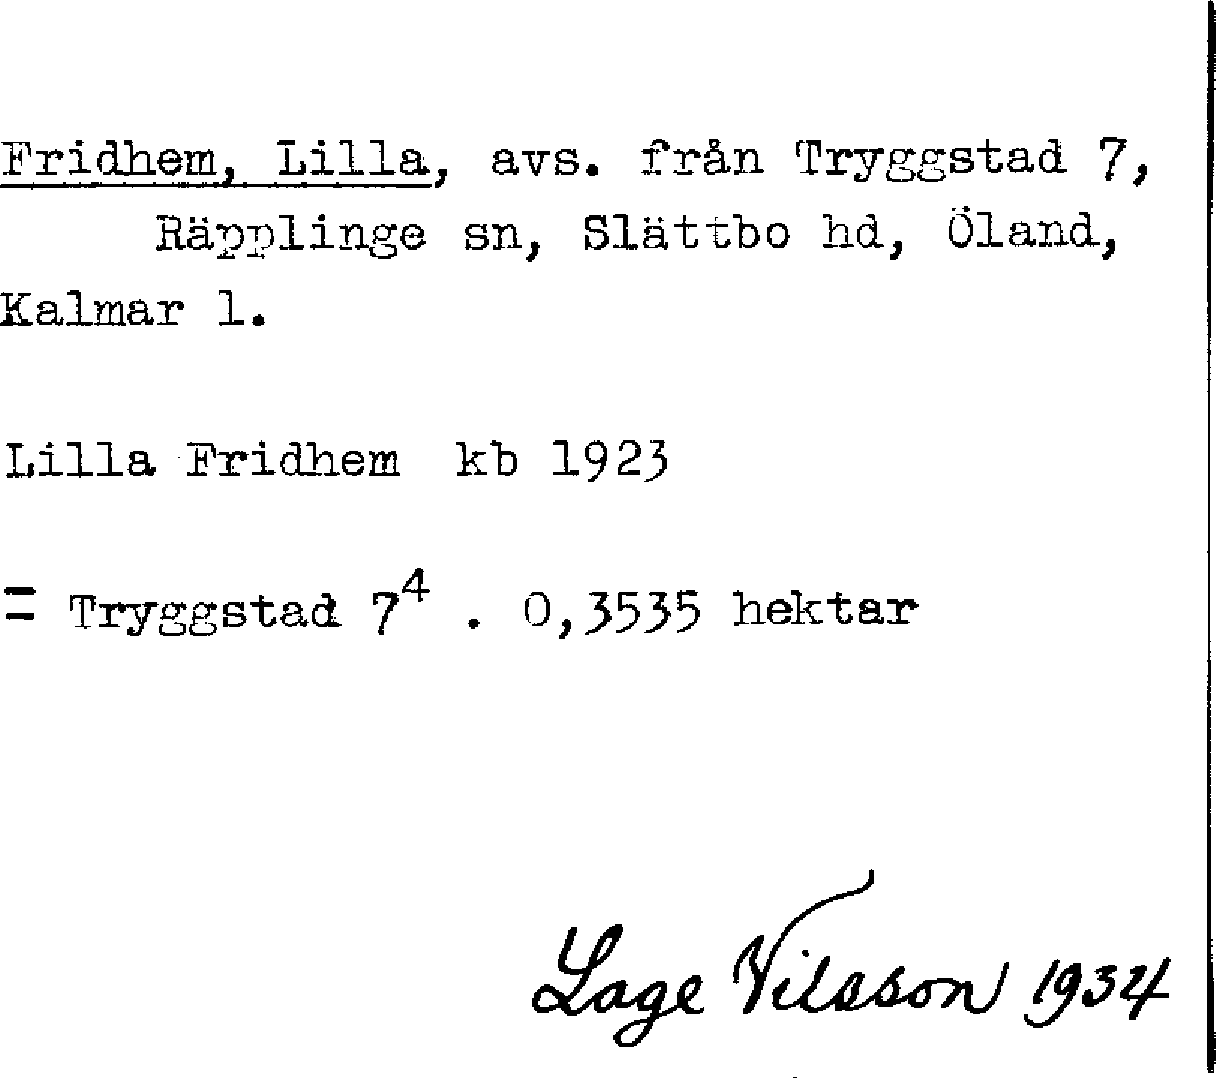 Fridhem, Lilla, avs. från Tryggstad 7,
Räpplinge sn, Slättbo hd, Öland,
Kalmar l.
Lilla Fridhem kb 1923
= Tryggstad 7⁴ . 0,3535 hektar
Lage Nilsson 1934